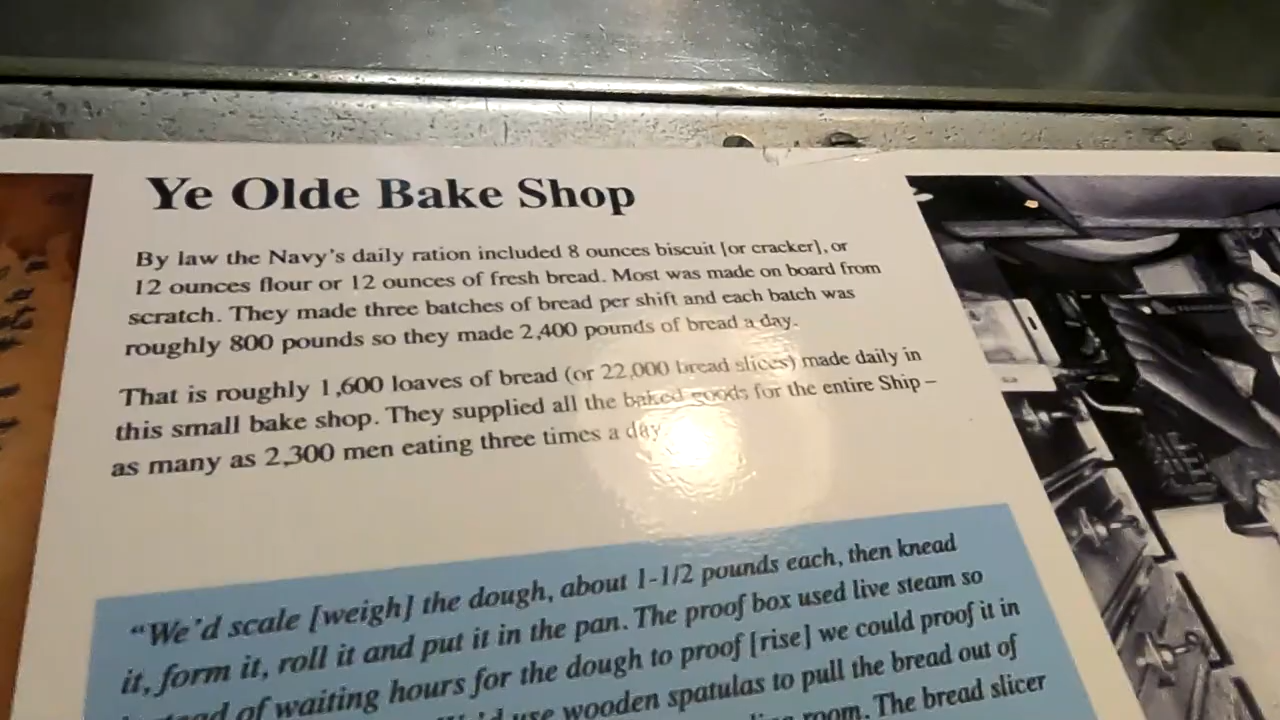 Ye Olde Bake Shop
By law the Navy's daily ration included 8 ounces biscuit [or cracker], or
12 ounces flour or 12 ounces of fresh bread. Most was made on board from
scratch. They made three batches of bread per shift and each batch was
roughly 800 pounds so they made 2,400 pounds of bread a day.
That is roughly 1,600 loaves of bread (or 22,000 bread slices) made daily in
this small bake shop. They supplied all the baked goods for the entire Ship –
as many as 2,300 men eating three times a day
“We'd scale [weigh] the dough, about 1-1/2 pounds each, then knead
it, form it, roll it and put it in the pan. The proof box used live steam so
of waiting hours for the dough to proof [rise] we could proof it in
use wooden spatulas to pull the bread out of
room. The bread slicer